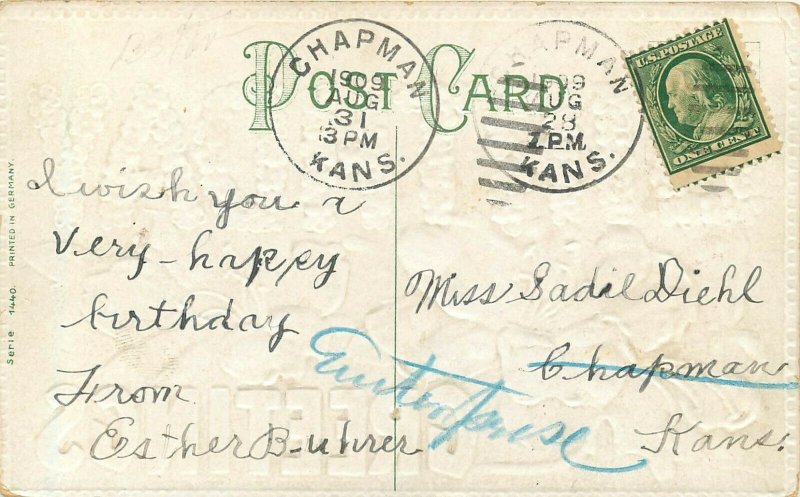 POST CARD
CHAPMAN
1909
AUG
31
3 PM
KANS.
CHAPMAN
1909
AUG
28
7 PM
KANS.
U.S. POSTAGE
ONE CENT
I wish you a
very-happy
birthday
From
Esther Buhrer
Miss Sadie Diehl
Chapman
Kans.
Enterprise
GREETINGS
Serie 1440. PRINTED IN GERMANY.